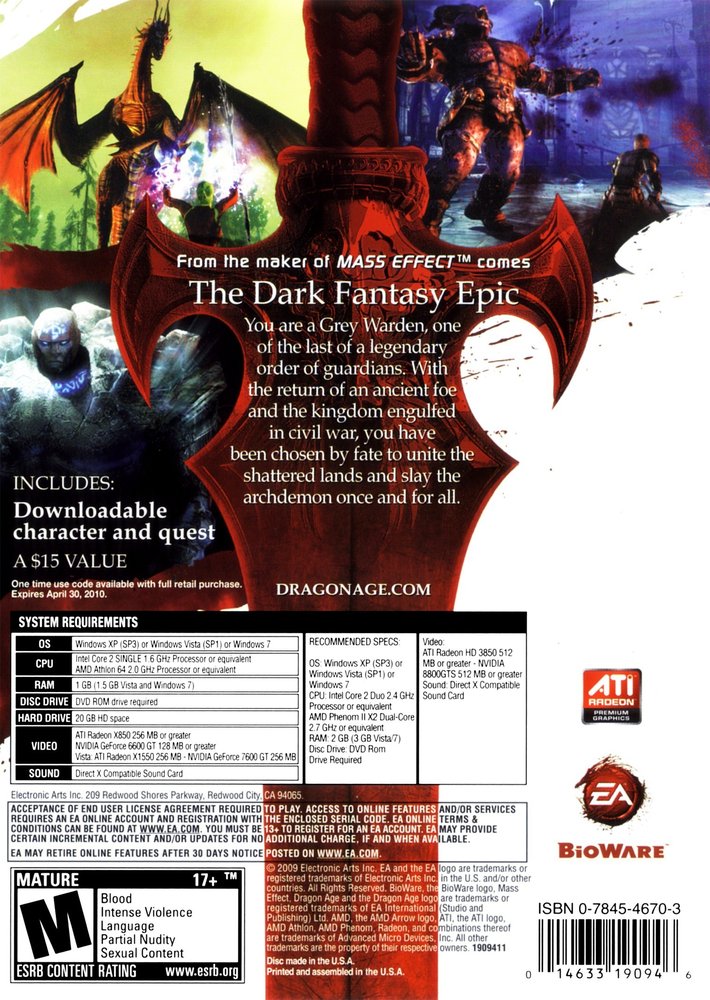 From the maker of MASS EFFECT™ comes
The Dark Fantasy Epic
You are a Grey Warden, one
of the last of a legendary
order of guardians. With
the return of an ancient foe
and the kingdom engulfed
in civil war, you have
been chosen by fate to unite the
shattered lands and slay the
archdemon once and for all.
INCLUDES:
Downloadable
character and quest
A $15 VALUE
One time use code available with full retail purchase.
Expires April 30, 2010.
DRAGONAGE.COM
SYSTEM REQUIREMENTS
OS Windows XP (SP3) or Windows Vista (SP1) or Windows 7
CPU Intel Core 2 SINGLE 1.6 GHz Processor or equivalent
AMD Athlon 64 2.0 GHz Processor or equivalent
RAM 1 GB (1.5 GB Vista and Windows 7)
DISC DRIVE DVD ROM drive required
HARD DRIVE 20 GB HD space
VIDEO ATI Radeon X850 256 MB or greater
NVIDIA GeForce 6600 GT 128 MB or greater
Vista: ATI Radeon X1550 256 MB - NVIDIA GeForce 7600 GT 256 MB
SOUND Direct X Compatible Sound Card
RECOMMENDED SPECS:
OS: Windows XP (SP3) or
Windows Vista (SP1) or
Windows 7
CPU: Intel Core 2 Duo 2.4 GHz
Processor or equivalent
AMD Phenom II X2 Dual-Core
2.7 GHz or equivalent
RAM: 2 GB (3 GB Vista/7)
Disc Drive: DVD Rom
Drive Required
Video:
ATI Radeon HD 3850 512
MB or greater - NVIDIA
8800GTS 512 MB or greater
Sound: Direct X Compatible
Sound Card
ATI
RADEON
PREMIUM
GRAPHICS
EA
BIOWARE™
Electronic Arts Inc. 209 Redwood Shores Parkway, Redwood City, CA 94065.
ACCEPTANCE OF END USER LICENSE AGREEMENT REQUIRED TO PLAY. ACCESS TO ONLINE FEATURES AND/OR SERVICES
REQUIRES AN EA ONLINE ACCOUNT AND REGISTRATION WITH THE ENCLOSED SERIAL CODE. EA ONLINE TERMS &
CONDITIONS CAN BE FOUND AT WWW.EA.COM. YOU MUST BE 13+ TO REGISTER FOR AN EA ACCOUNT. EA MAY PROVIDE
CERTAIN INCREMENTAL CONTENT AND/OR UPDATES FOR NO ADDITIONAL CHARGE, IF AND WHEN AVAILABLE.
EA MAY RETIRE ONLINE FEATURES AFTER 30 DAYS NOTICE POSTED ON WWW.EA.COM.
© 2009 Electronic Arts Inc. EA and the EA logo are trademarks or
registered trademarks of Electronic Arts Inc. in the U.S. and/or other
countries. All Rights Reserved. BioWare, the BioWare logo, Mass
Effect, Dragon Age and the Dragon Age logo are trademarks or
registered trademarks of EA International (Studio and
Publishing) Ltd. AMD, the AMD Arrow logo, ATI, the ATI logo,
AMD Athlon, AMD Phenom, Radeon, and combinations thereof
are trademarks of Advanced Micro Devices, Inc. All other
trademarks are the property of their respective owners. 1909411
Disc made in the U.S.A.
Printed and assembled in the U.S.A.
MATURE 17+ ™
M
Blood
Intense Violence
Language
Partial Nudity
Sexual Content
ESRB CONTENT RATING www.esrb.org
ISBN 0-7845-4670-3
0 14633 19094 6